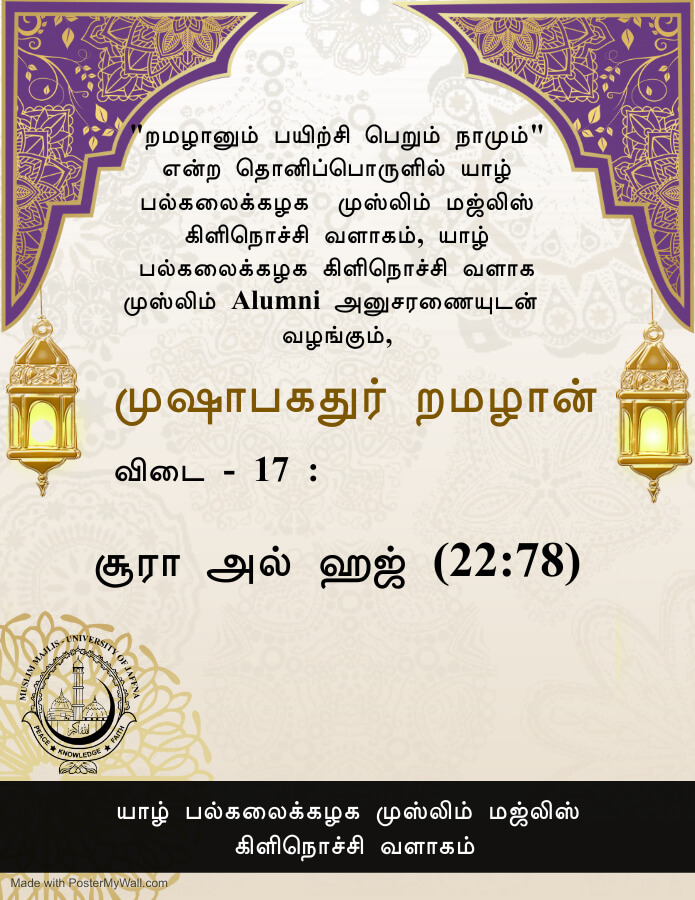 "றமழானும் பயிற்சி பெறும் நாமும்"
என்ற தொனிப்பொருளில் யாழ்
பல்கலைக்கழக முஸ்லிம் மஜ்லிஸ்
கிளிநொச்சி வளாகம், யாழ்
பல்கலைக்கழக கிளிநொச்சி வளாக
முஸ்லிம் Alumni அனுசரணையுடன்
வழங்கும்,
முஷாபகதுர் றமழான்
விடை - 17 :
சூரா அல் ஹஜ் (22:78)
MUSLIM MAJLIS - UNIVERSITY OF JAFFNA
PEACE ★ KNOWLEDGE ★ FAITH
யாழ் பல்கலைக்கழக முஸ்லிம் மஜ்லிஸ்
கிளிநொச்சி வளாகம்
Made with PosterMyWall.com